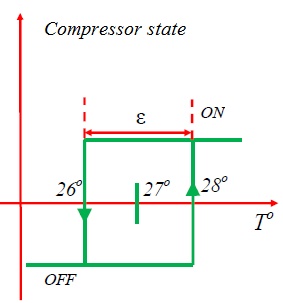 Compressor state
ε
ON
26° 27° 28°
T°
OFF